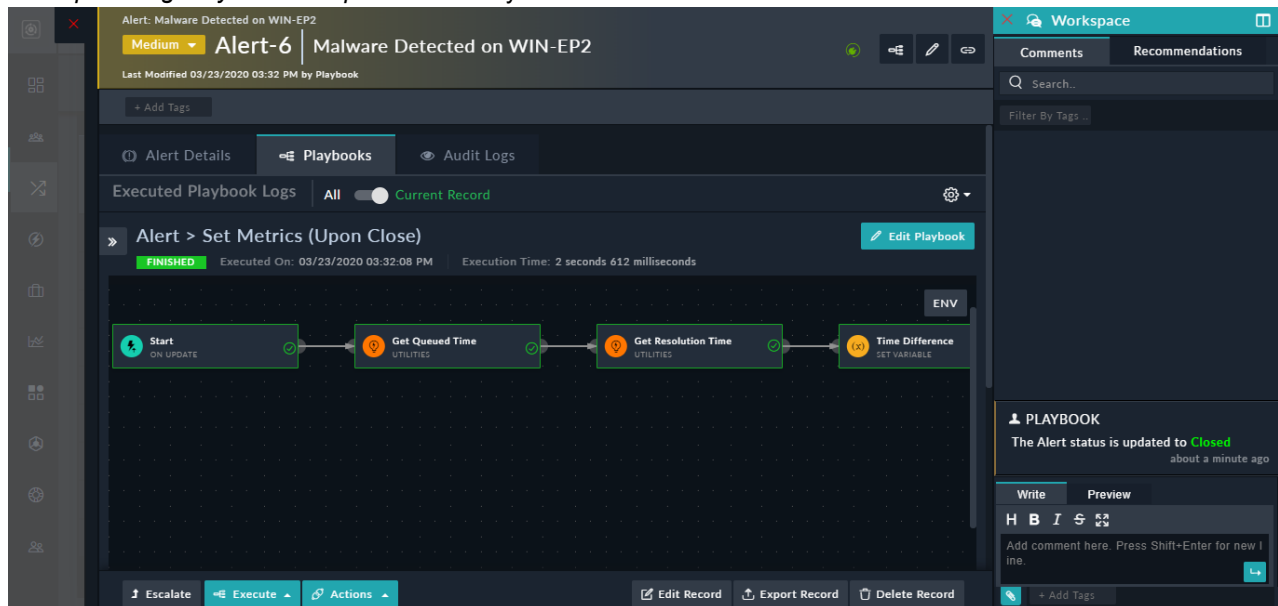 Alert: Malware Detected on WIN-EP2
Medium Alert-6 Malware Detected on WIN-EP2
Last Modified 03/23/2020 03:32 PM by Playbook
+ Add Tags
Alert Details Playbooks Audit Logs
Executed Playbook Logs All Current Record
Alert > Set Metrics (Upon Close)
Edit Playbook
FINISHED Executed On: 03/23/2020 03:32:08 PM Execution Time: 2 seconds 612 milliseconds
ENV
Start
ON UPDATE
Get Queued Time
UTILITIES
Get Resolution Time
UTILITIES
Time Difference
SET VARIABLE
Escalate Execute Actions Edit Record Export Record Delete Record
Workspace
Comments Recommendations
Search..
Filter By Tags ..
PLAYBOOK
The Alert status is updated to Closed
about a minute ago
Write Preview
H B I S
Add comment here. Press Shift+Enter for new l
ine.
+ Add Tags